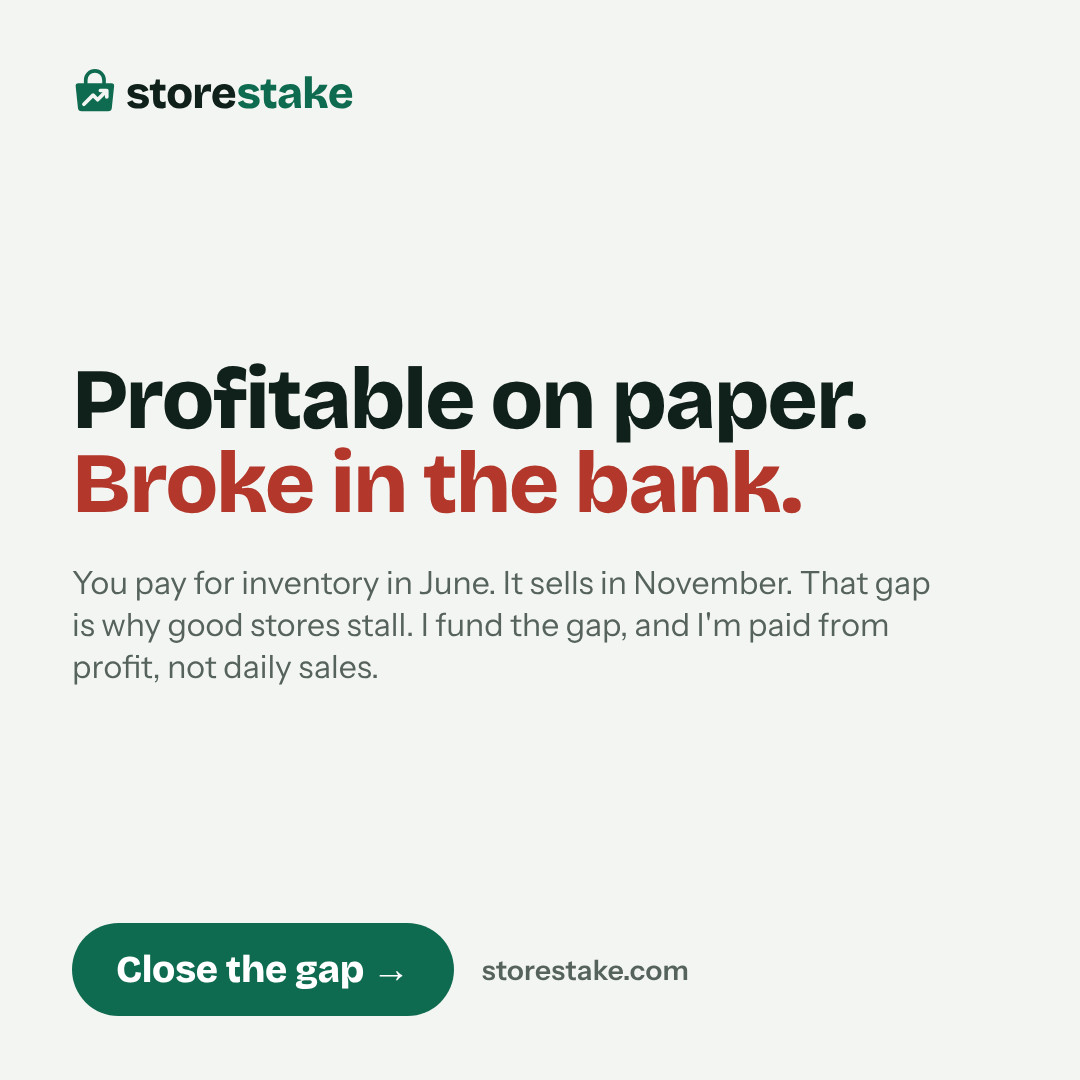 storestake
Profitable on paper.
Broke in the bank.
You pay for inventory in June. It sells in November. That gap
is why good stores stall. I fund the gap, and I'm paid from
profit, not daily sales.
Close the gap →
storestake.com